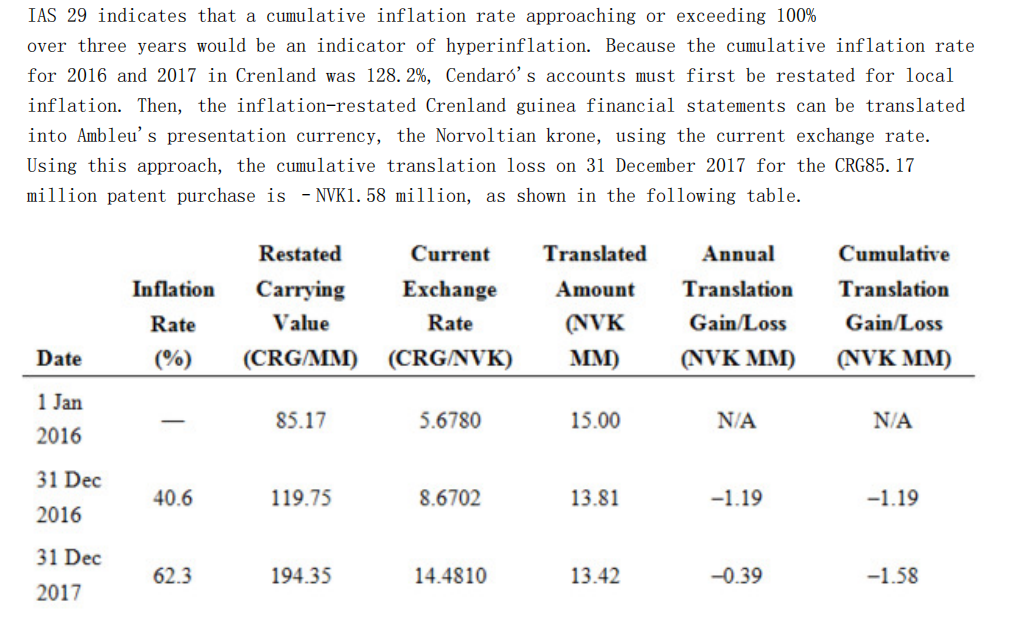 IAS 29 indicates that a cumulative inflation rate approaching or exceeding 100%
over three years would be an indicator of hyperinflation. Because the cumulative inflation rate
for 2016 and 2017 in Crenland was 128.2%, Cendaró's accounts must first be restated for local
inflation. Then, the inflation-restated Crenland guinea financial statements can be translated
into Ambleu's presentation currency, the Norvoltian krone, using the current exchange rate.
Using this approach, the cumulative translation loss on 31 December 2017 for the CRG85.17
million patent purchase is –NVK1.58 million, as shown in the following table.
Date Inflation Rate (%) Restated Carrying Value (CRG/MM) Current Exchange Rate (CRG/NVK) Translated Amount (NVK MM) Annual Translation Gain/Loss (NVK MM) Cumulative Translation Gain/Loss (NVK MM)
1 Jan 2016 — 85.17 5.6780 15.00 N/A N/A
31 Dec 2016 40.6 119.75 8.6702 13.81 –1.19 –1.19
31 Dec 2017 62.3 194.35 14.4810 13.42 –0.39 –1.58